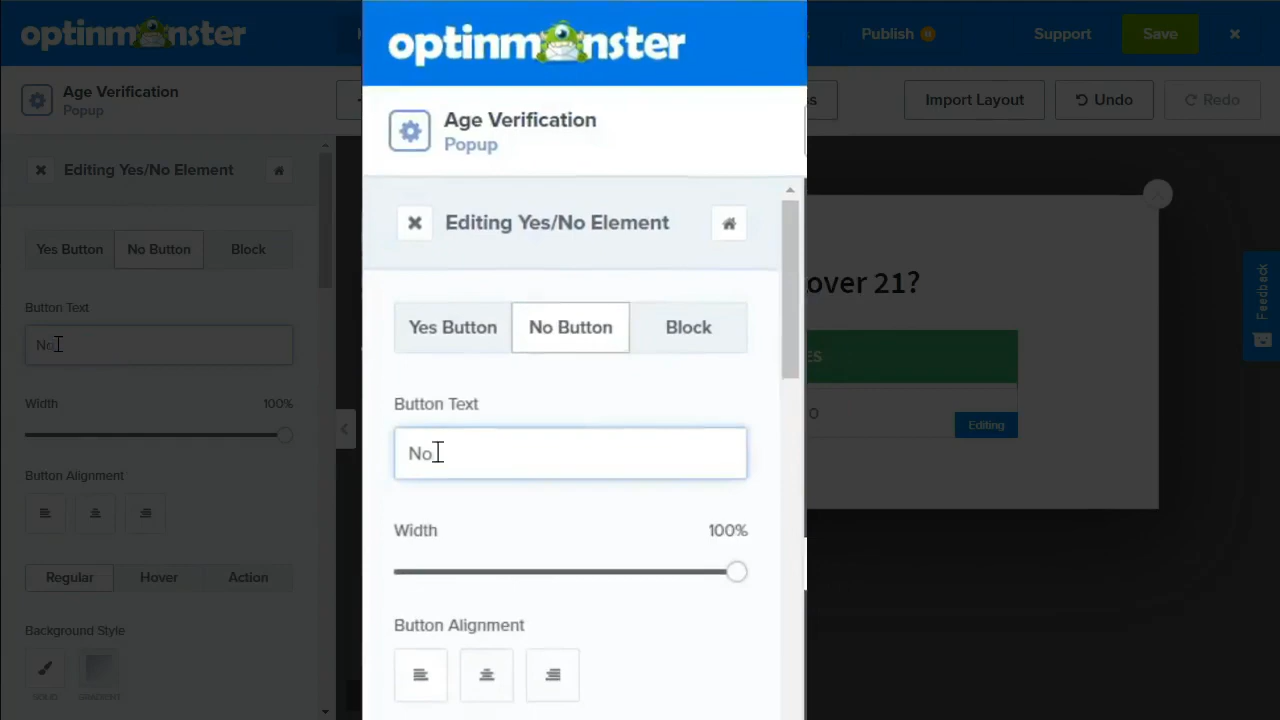 optinmonster
Publish
Support
Save
Age Verification
Popup
Import Layout
Undo
Redo
Editing Yes/No Element
Yes Button
No Button
Block
Button Text
No
Width
100%
Button Alignment
Regular
Hover
Action
Background Style
SOLID
GRADIENT
optinmonster
Age Verification
Popup
Editing Yes/No Element
Yes Button
No Button
Block
Button Text
No
Width
100%
Button Alignment
over 21?
Editing
Feedback